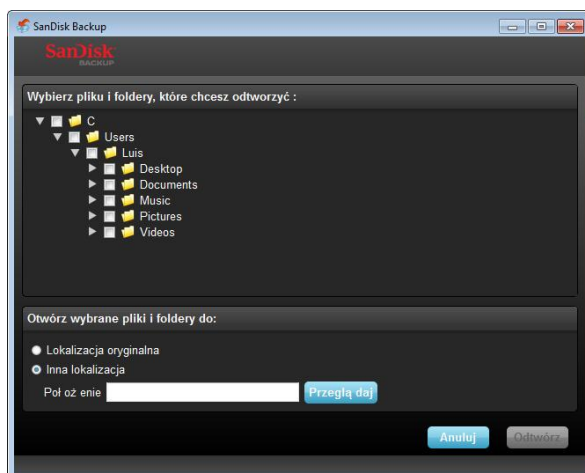 SanDisk Backup
SanDisk
BACKUP
Wybierz pliku i foldery, które chcesz odtworzyć :
C
Users
Luis
Desktop
Documents
Music
Pictures
Videos
Otwórz wybrane pliki i foldery do:
Lokalizacja oryginalna
Inna lokalizacja
Poł oż enie Przeglą daj
Anuluj Odtwórz